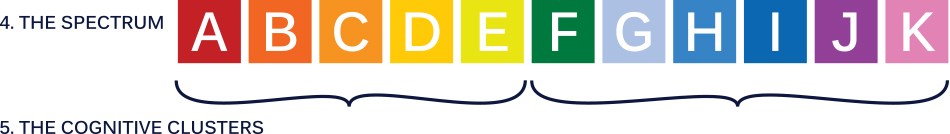 4. THE SPECTRUM A B C D E F G H I J K
5. THE COGNITIVE CLUSTERS